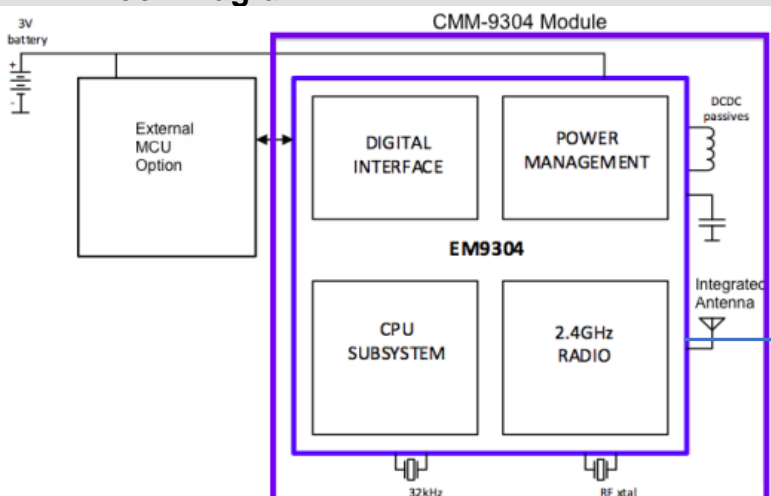 CMM-9304 Module
3V
battery
+
-
External
MCU
Option
DIGITAL
INTERFACE
POWER
MANAGEMENT
DCDC
passives
EM9304
Integrated
Antenna
CPU
SUBSYSTEM
2.4GHz
RADIO
32kHz
RF xtal